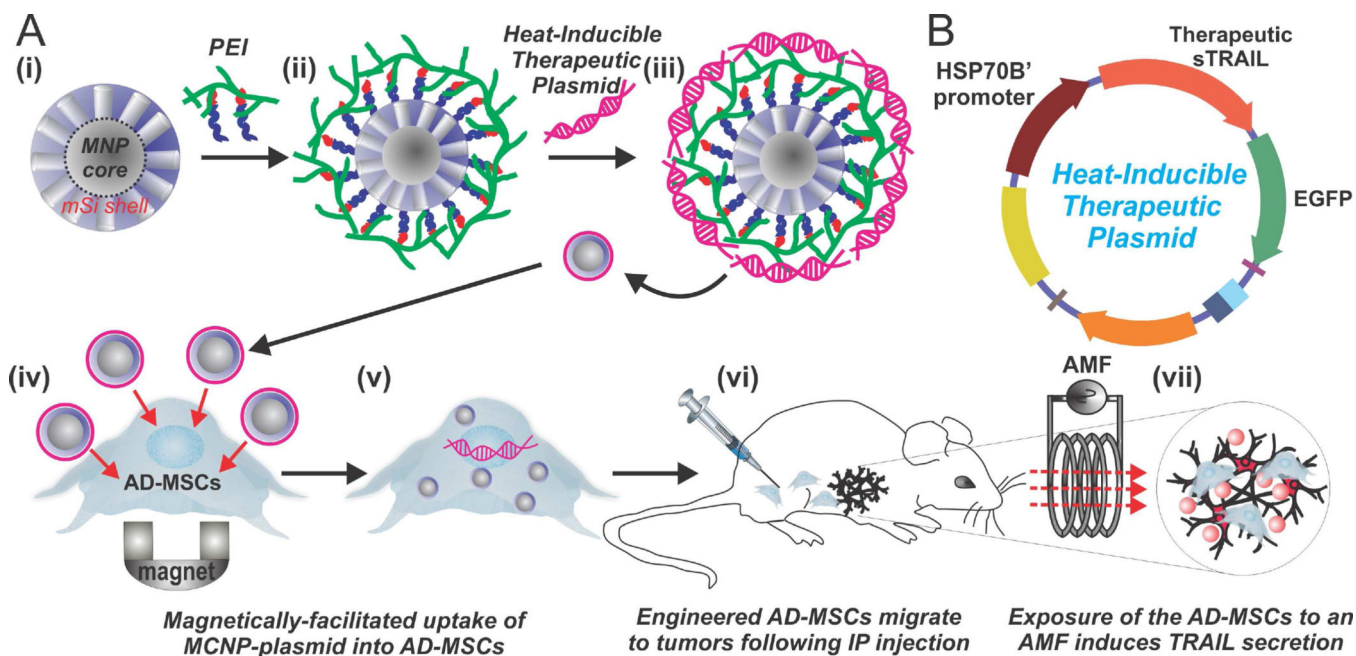 A
(i)
MNP
core
mSi shell
PEI
(ii)
Heat-Inducible
Therapeutic
Plasmid
(iii)
B
HSP70B'
promoter
Therapeutic
sTRAIL
EGFP
Heat-Inducible
Therapeutic
Plasmid
(iv)
AD-MSCs
magnet
(v)
(vi)
AMF
(vii)
Magnetically-facilitated uptake of
MCNP-plasmid into AD-MSCs
Engineered AD-MSCs migrate
to tumors following IP injection
Exposure of the AD-MSCs to an
AMF induces TRAIL secretion